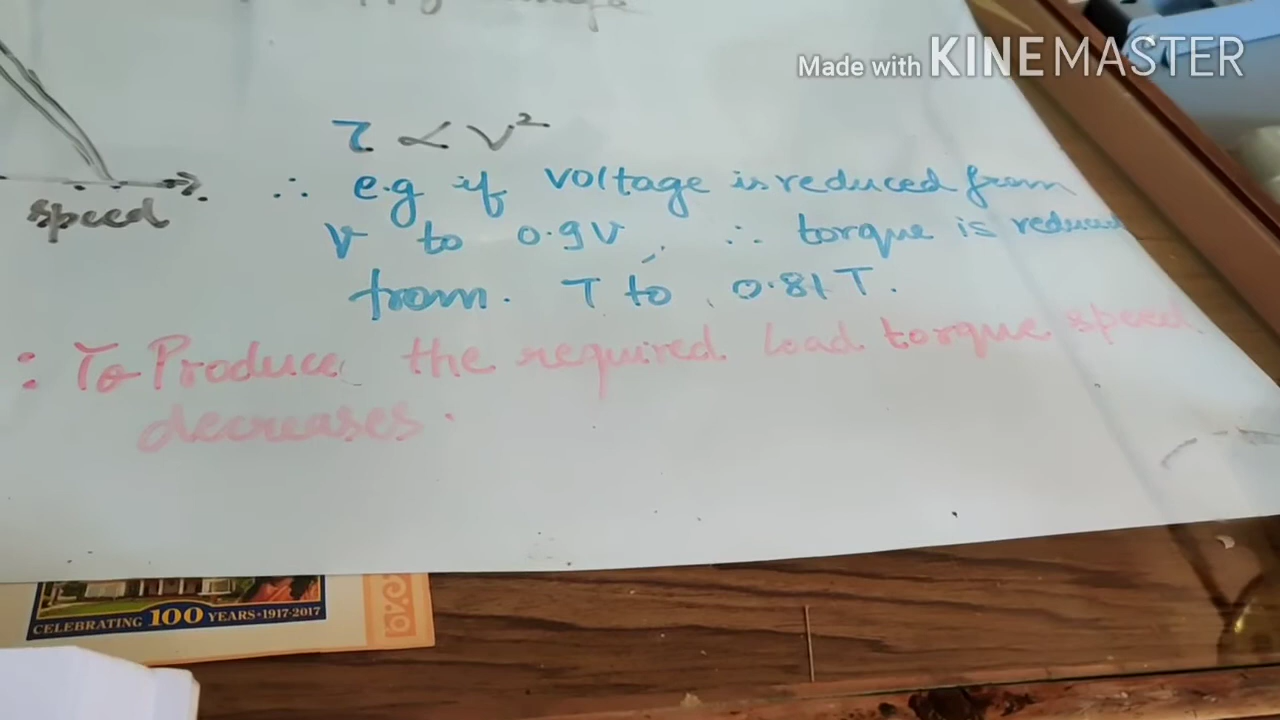 Made with KINEMASTER
τ ∝ V²
speed
∴ e.g if voltage is reduced from
V to 0.9V, ∴ torque is reduced
from. T to 0.81T.
: To Produce the required load torque speed
decreases.
CELEBRATING 100 YEARS•1917-2017